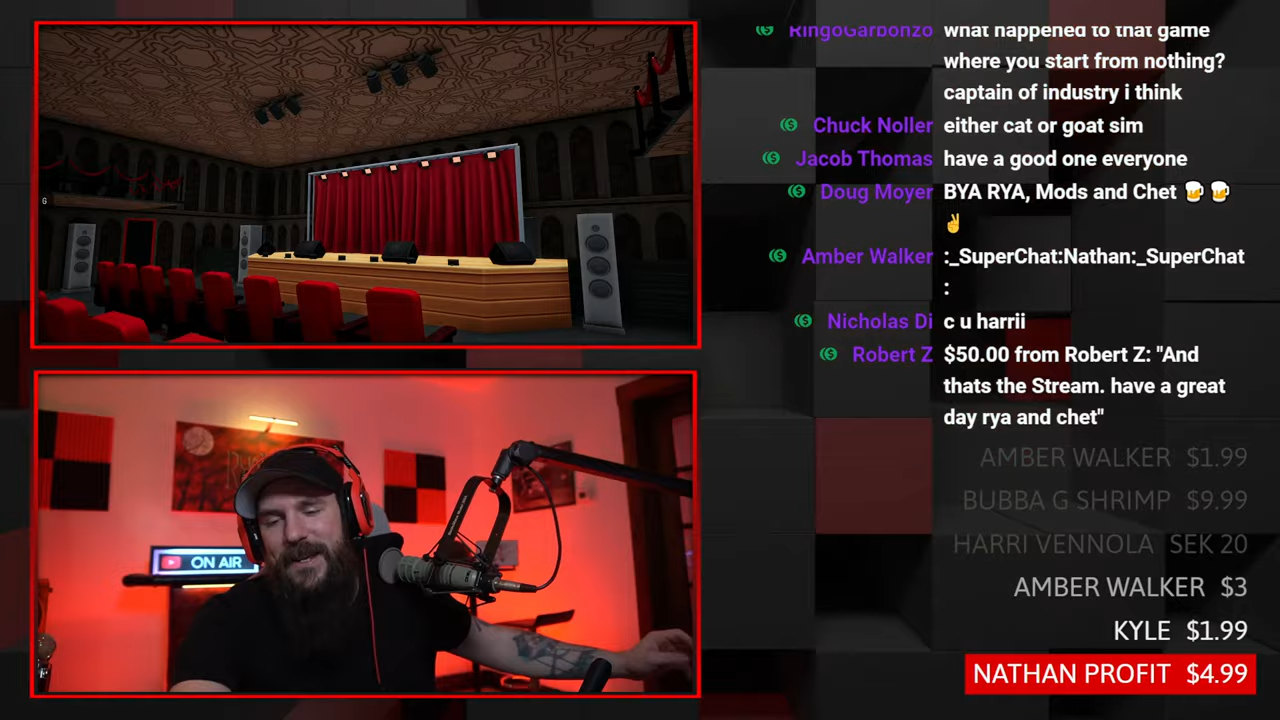 RingoGarbonzo what happened to that game
where you start from nothing?
captain of industry i think
Chuck Noller either cat or goat sim
Jacob Thomas have a good one everyone
Doug Moyer BYA RYA, Mods and Chet 🍻🍻
✌️
Amber Walker :_SuperChat:Nathan:_SuperChat
:
Nicholas Di c u harrii
Robert Z $50.00 from Robert Z: "And
thats the Stream. have a great
day rya and chet"
AMBER WALKER $1.99
BUBBA G SHRIMP $9.99
HARRI VENNOLA SEK 20
AMBER WALKER $3
KYLE $1.99
NATHAN PROFIT $4.99
G
ON AIR